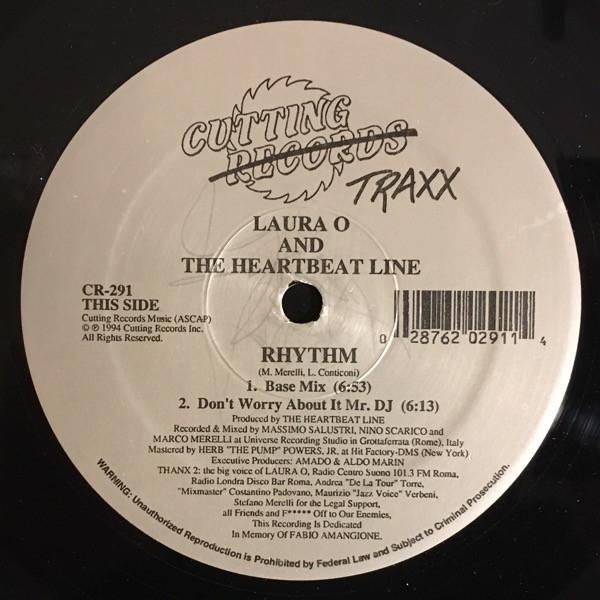 CUTTING
RECORDS
TRAXX
LAURA O
AND
THE HEARTBEAT LINE
CR-291
THIS SIDE
Cutting Records Music (ASCAP)
© ℗ 1994 Cutting Records Inc.
All Rights Reserved.
0 28762 02911 4
RHYTHM
(M. Merelli, L. Conticoni)
1. Base Mix (6:53)
2. Don't Worry About It Mr. DJ (6:13)
Produced by THE HEARTBEAT LINE
Recorded & Mixed by MASSIMO SALUSTRI, NINO SCARICO and
MARCO MERELLI at Universe Recording Studio in Grottaferrata (Rome), Italy
Mastered by HERB "THE PUMP" POWERS, JR. at Hit Factory-DMS (New York)
Executive Producers: AMADO & ALDO MARIN
THANX 2: the big voice of LAURA O, Radio Centro Suono 101.3 FM Roma,
Radio Londra Disco Bar Roma, Andrea "De La Tour" Torre,
"Mixmaster" Costantino Padovano, Maurizio "Jazz Voice" Verbeni,
Stefano Merelli for the Legal Support,
all Friends and F***** Off to Our Enemies,
This Recording Is Dedicated
In Memory Of FABIO AMANGIONE.
WARNING: Unauthorized Reproduction is Prohibited by Federal Law and Subject to Criminal Prosecution.